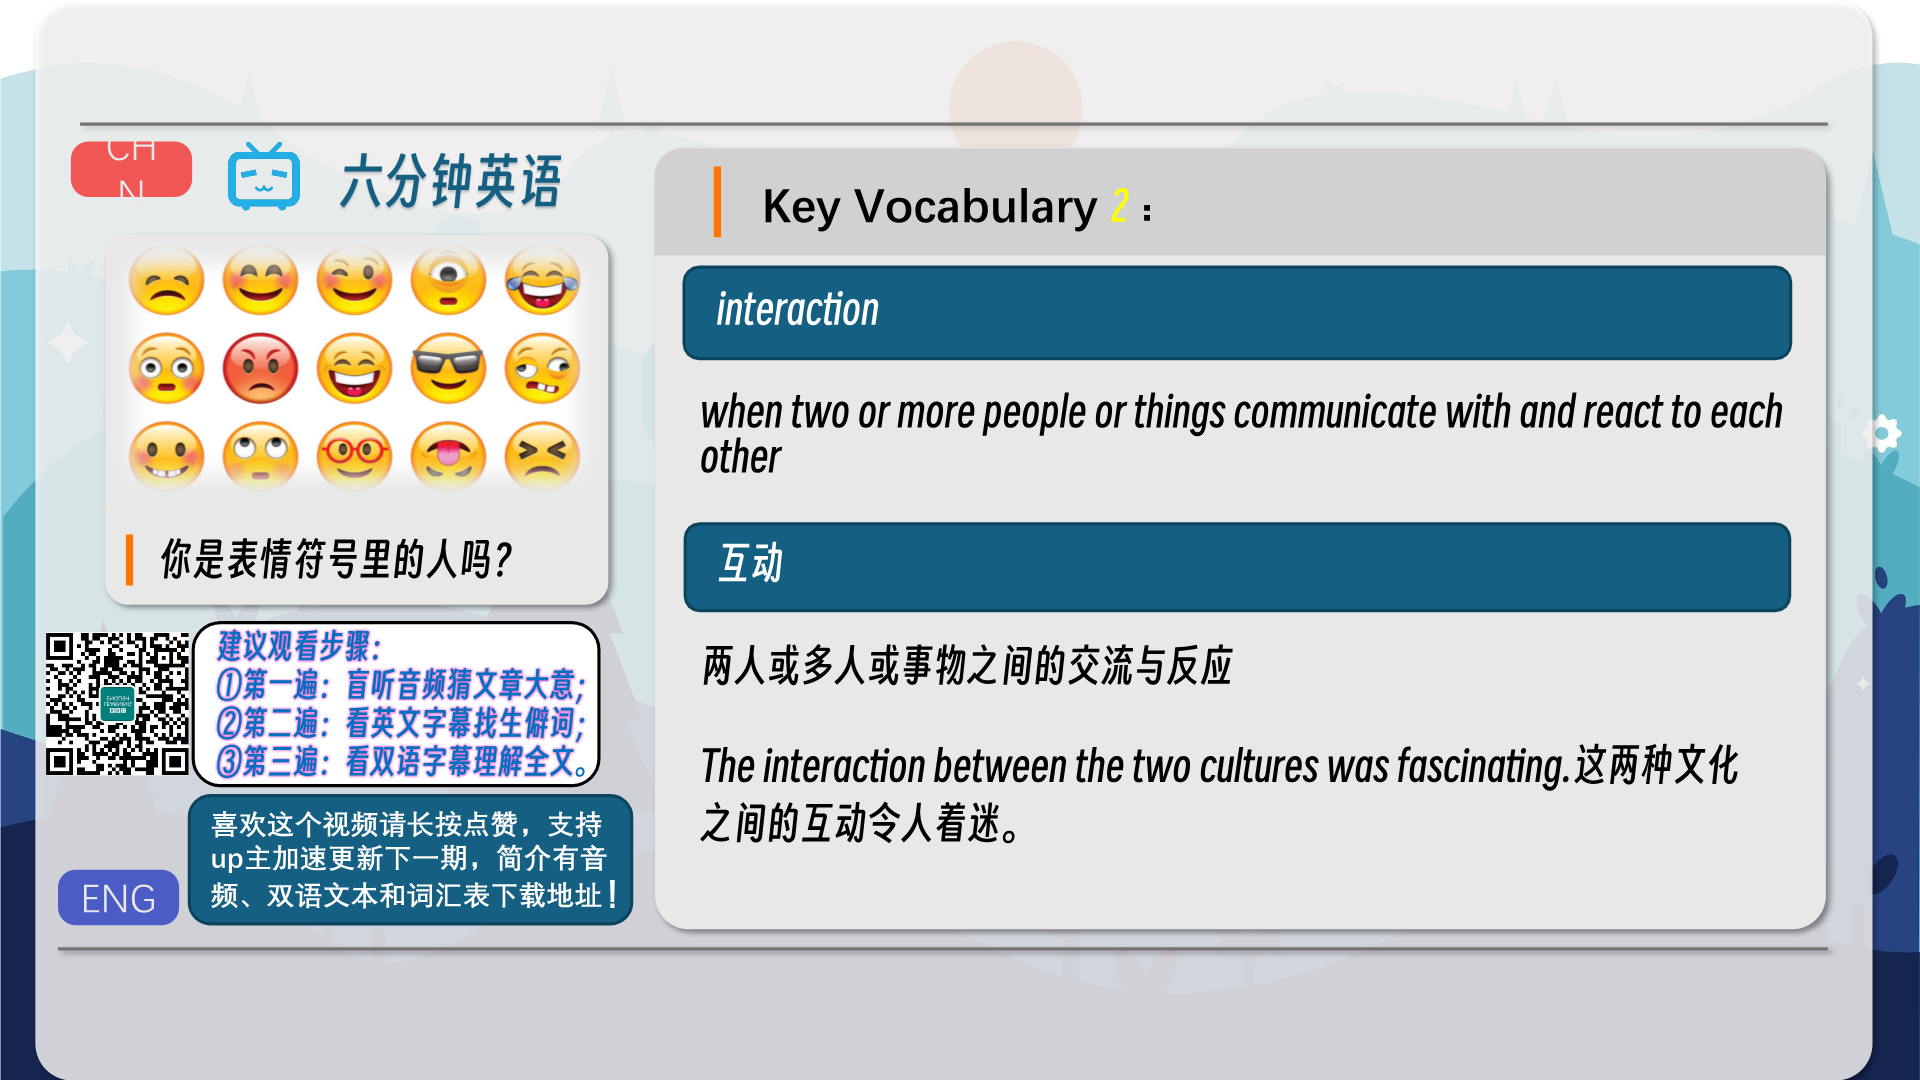 CH
N
六分钟英语
你是表情符号里的人吗?
建议观看步骤:
①第一遍:盲听音频猜文章大意;
②第二遍:看英文字幕找生僻词;
③第三遍:看双语字幕理解全文。
喜欢这个视频请长按点赞，支持
up主加速更新下一期，简介有音
频、双语文本和词汇表下载地址！
ENG
Key Vocabulary 2：
interaction
when two or more people or things communicate with and react to each
other
互动
两人或多人或事物之间的交流与反应
The interaction between the two cultures was fascinating.这两种文化
之间的互动令人着迷。